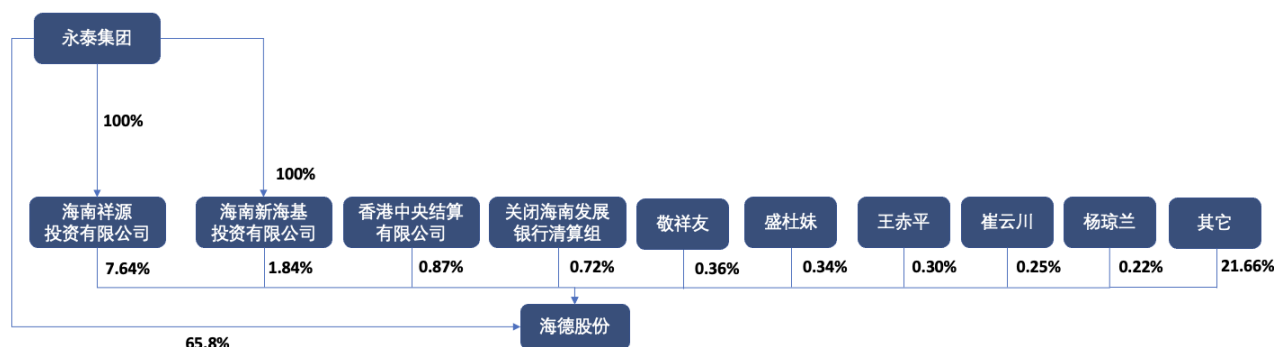 永泰集团
100%
100%
海南祥源
投资有限公司
海南新海基
投资有限公司
香港中央结算
有限公司
关闭海南发展
银行清算组
敬祥友
盛杜妹
王赤平
崔云川
杨琼兰
其它
7.64%
1.84%
0.87%
0.72%
0.36%
0.34%
0.30%
0.25%
0.22%
21.66%
海德股份
65.8%